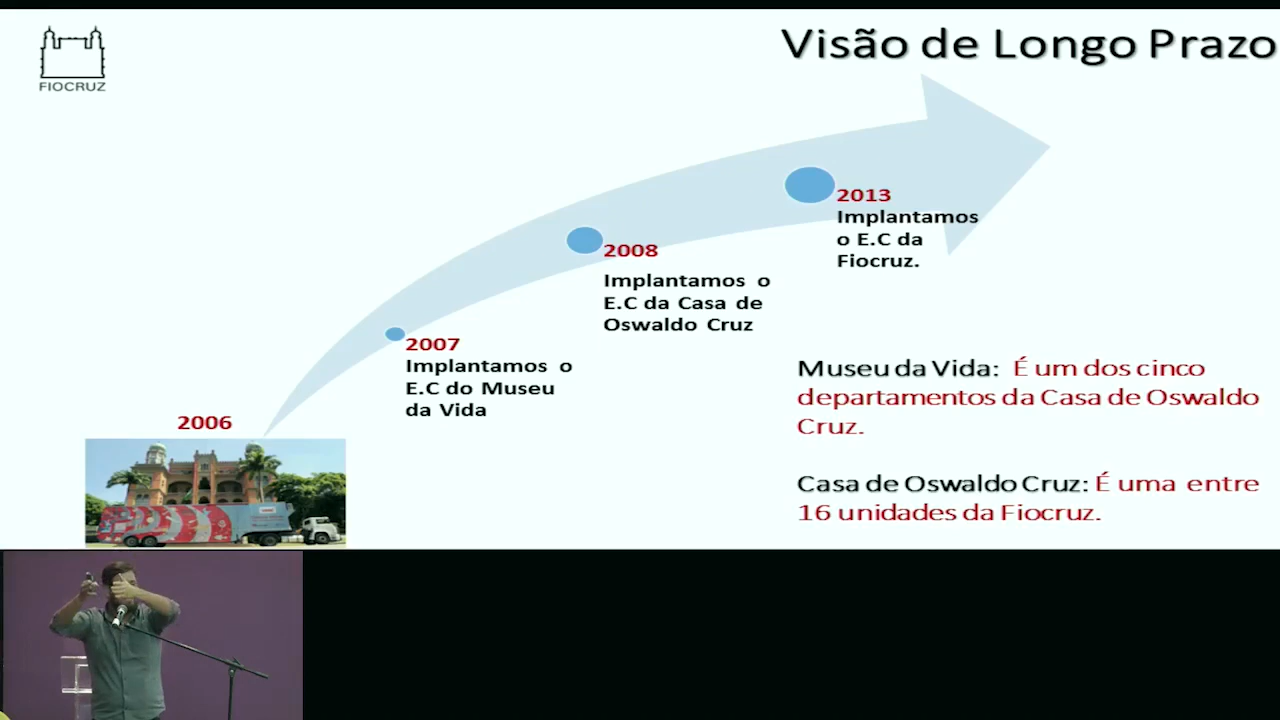 FIOCRUZ
Visão de Longo Prazo
2013
Implantamos
o E.C da
Fiocruz.
2008
Implantamos o
E.C da Casa de
Oswaldo Cruz
2007
Implantamos o
E.C do Museu
da Vida
2006
Museu da Vida: É um dos cinco
departamentos da Casa de Oswaldo
Cruz.
Casa de Oswaldo Cruz: É uma entre
16 unidades da Fiocruz.